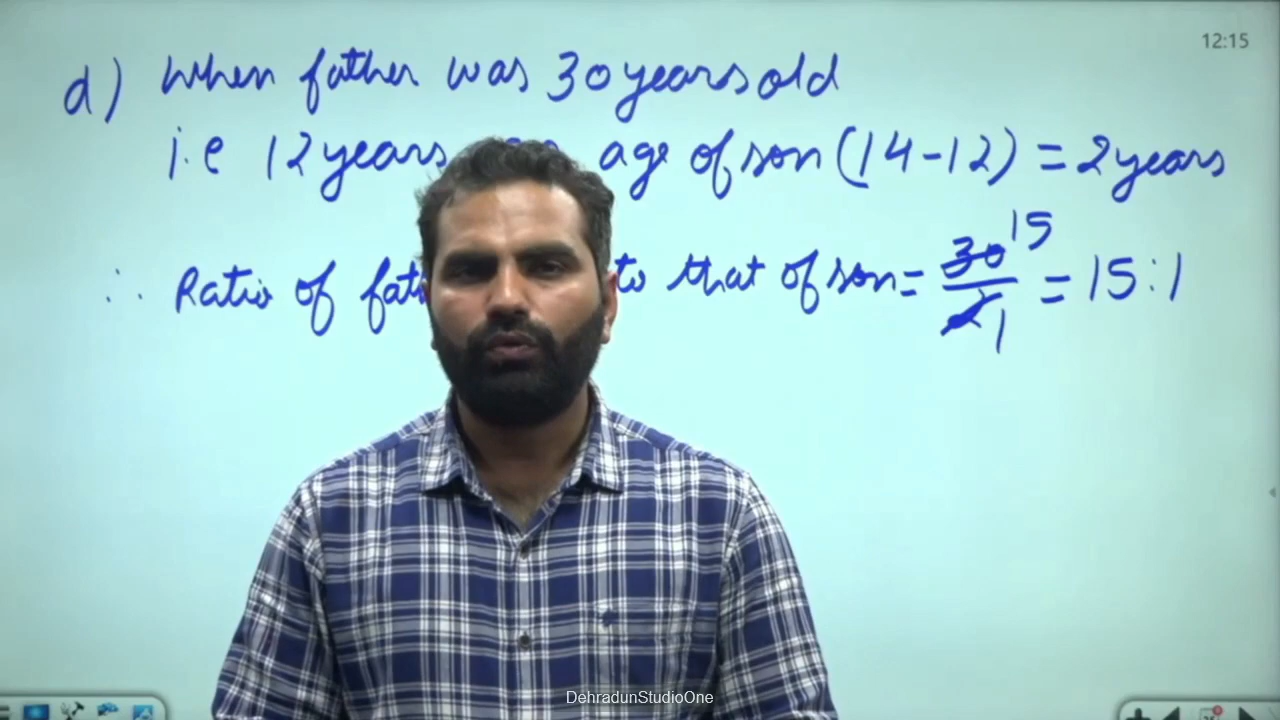 12:15
d) When father was 30 years old
i.e 12 years age of son (14-12) = 2 years
∴ Ratio of to that of son = 30/2 15/1 = 15:1
DehradunStudioOne